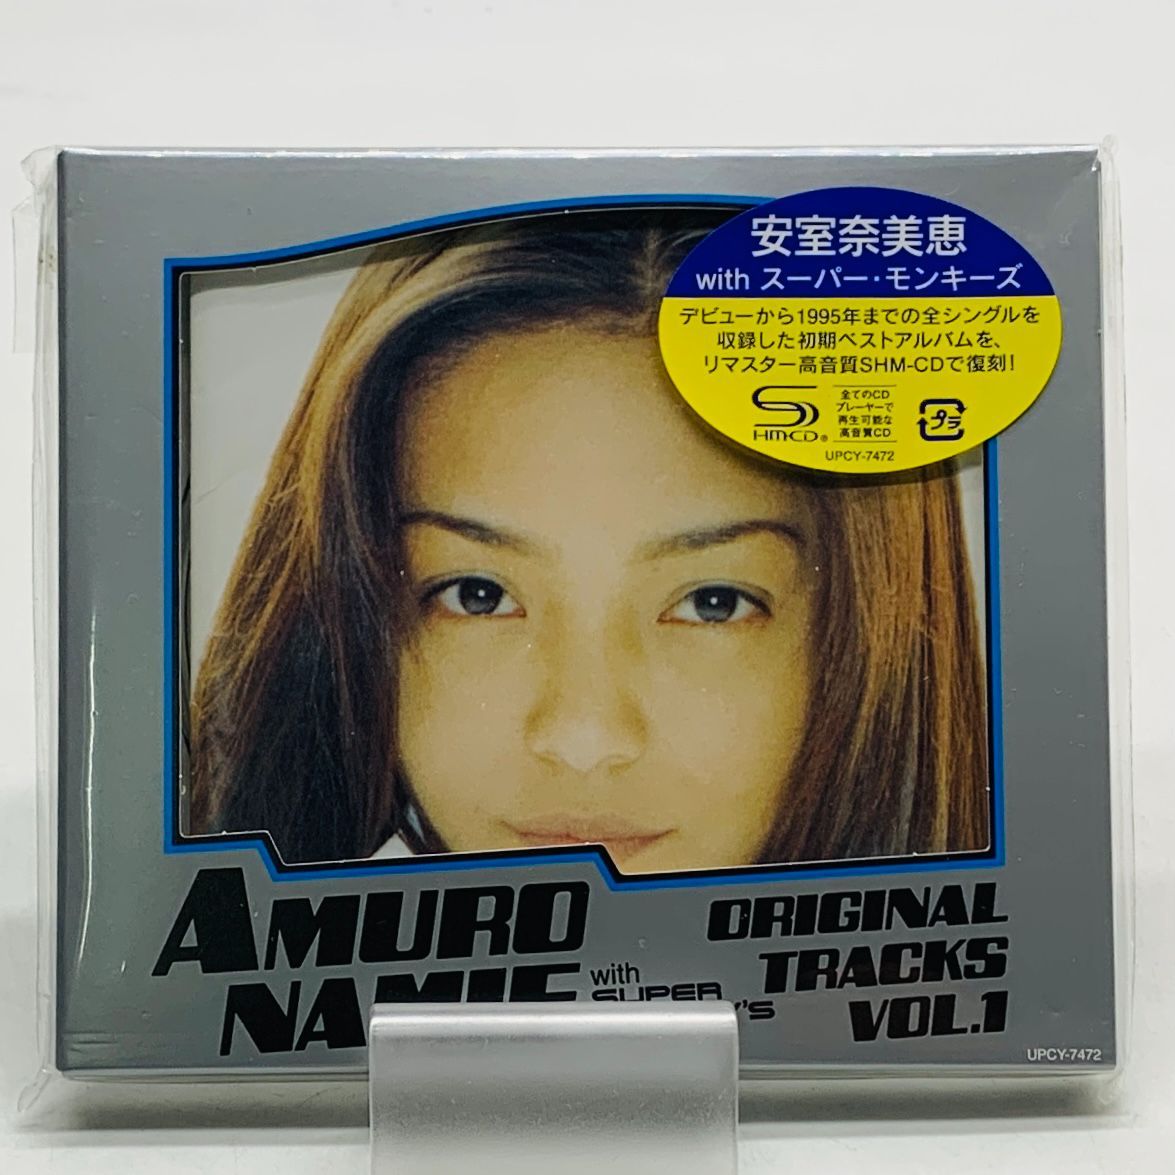 安室奈美恵
with スーパー・モンキーズ
デビューから1995年までの全シングルを
収録した初期ベストアルバムを、
リマスター高音質SHM-CDで復刻!
SHM-CD®
全てのCD
プレーヤーで
再生可能な
高音質CD
プラ
UPCY-7472
AMURO
NAMIE
with
SUPER
ORIGINAL
TRACKS
VOL.1
UPCY-7472